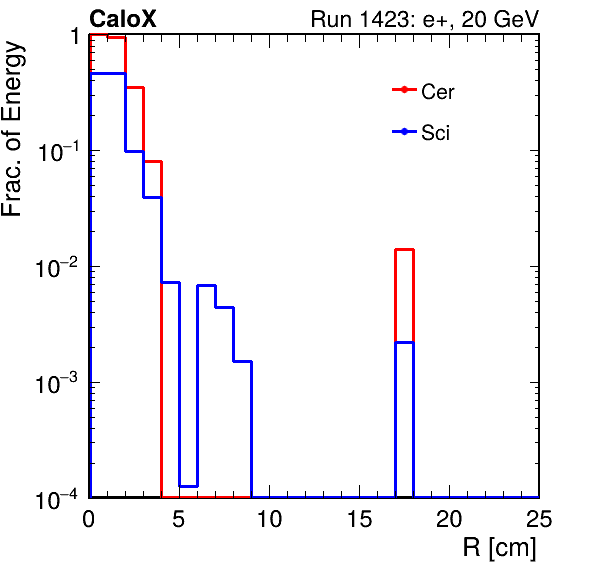 CaloX Run 1423: e+, 20 GeV
Frac. of Energy
1
10⁻¹
10⁻²
10⁻³
10⁻⁴
Cer
Sci
0 5 10 15 20 25
R [cm]